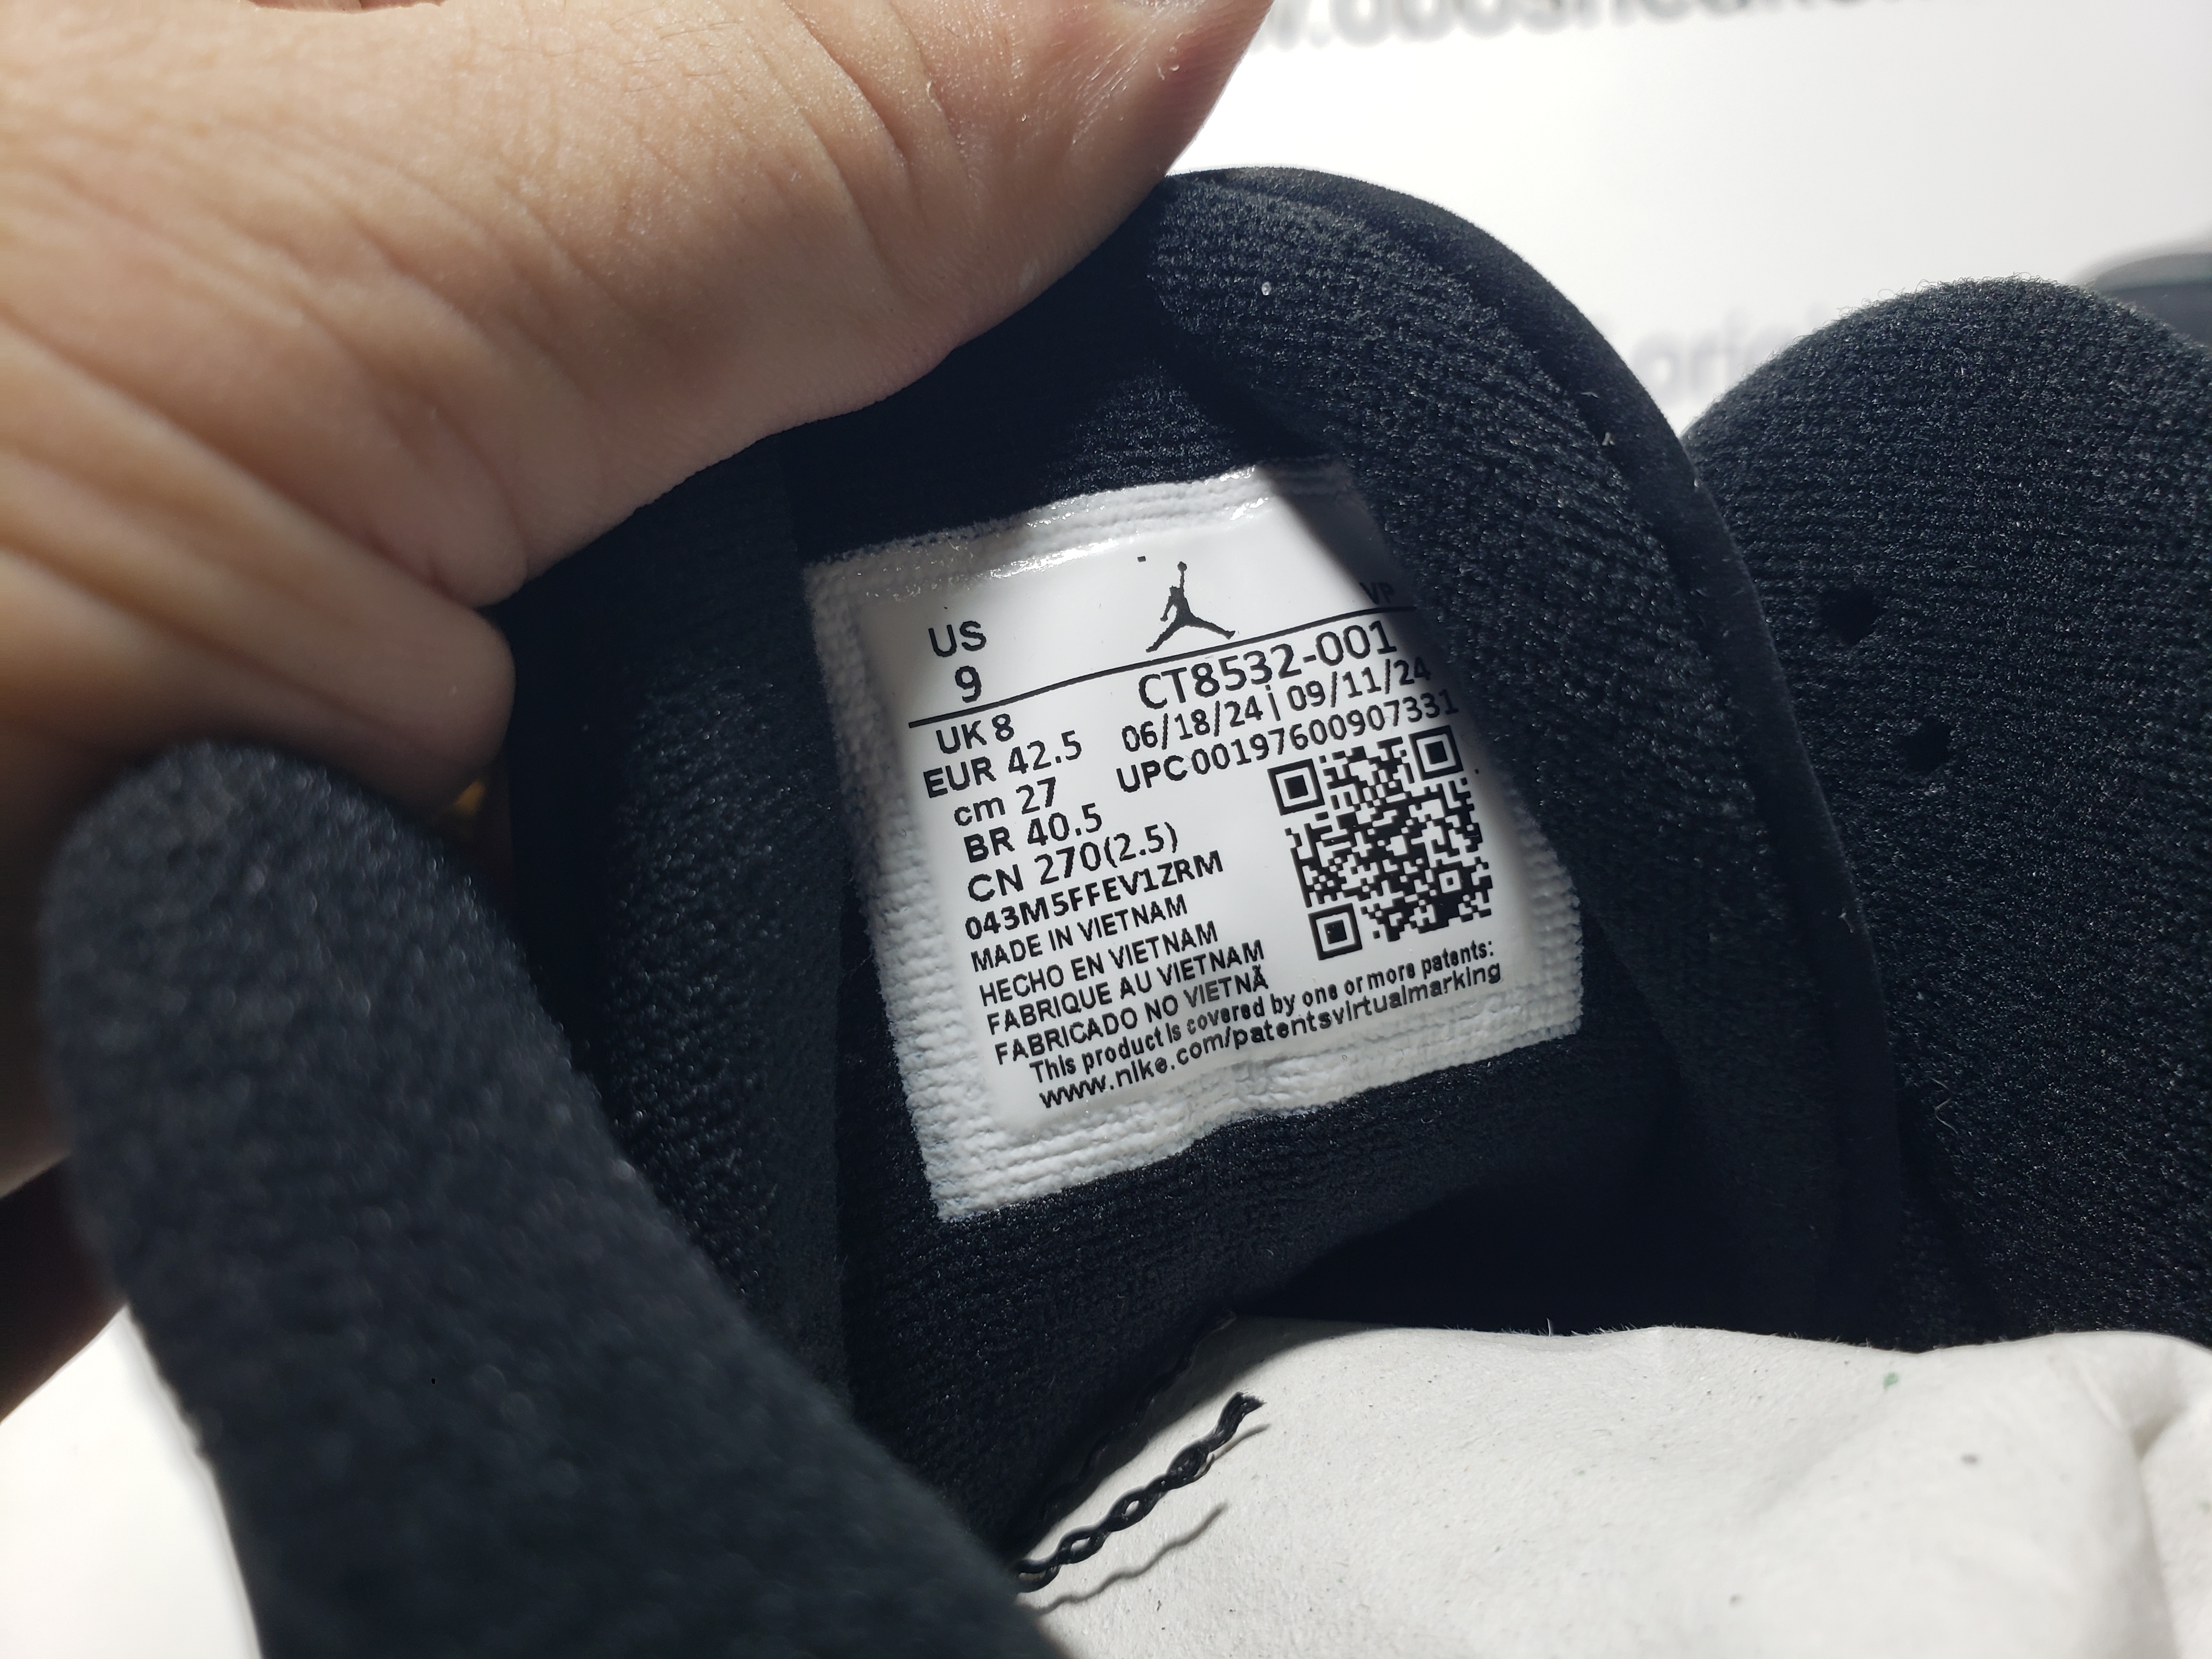 VP
US
9
CT8532-001
06/18/24 | 09/11/24
UPC 00197600907331
UK 8
EUR 42.5
cm 27
BR 40.5
CN 270(2.5)
043M5FFEV1ZRM
MADE IN VIETNAM
HECHO EN VIETNAM
FABRIQUE AU VIETNAM
FABRICADO NO VIETNÃ
This product is covered by one or more patents:
www.nike.com/patentsvirtualmarking